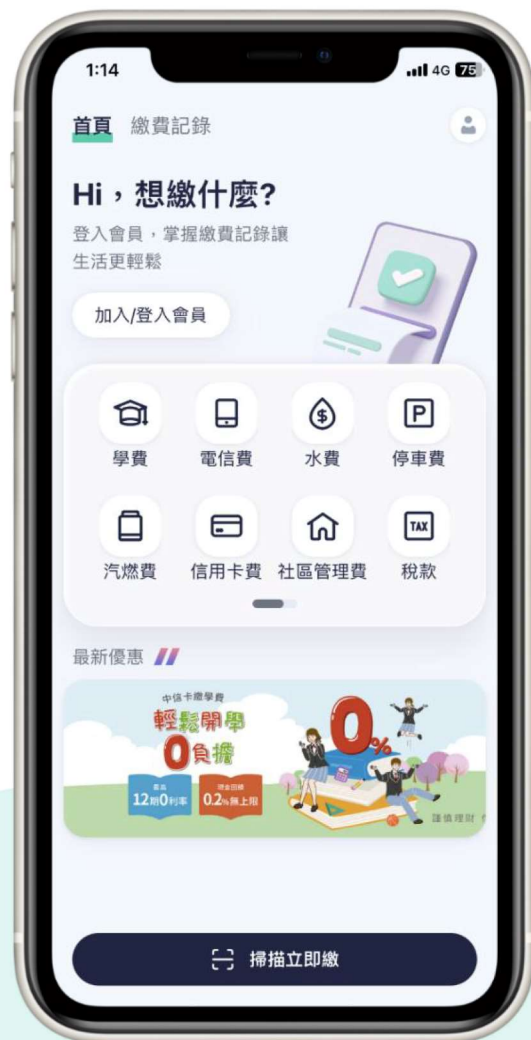 1:14
4G 75
首頁 繳費記錄
Hi，想繳什麼?
登入會員，掌握繳費記錄讓
生活更輕鬆
加入/登入會員
學費 電信費 水費 停車費
汽燃費 信用卡費 社區管理費 稅款
P
TAX
$
最新優惠
中信卡繳學費
輕鬆開學
0負擔
12期0利率
現金回饋
0.2%無上限
0%
謹慎理財
掃描立即繳